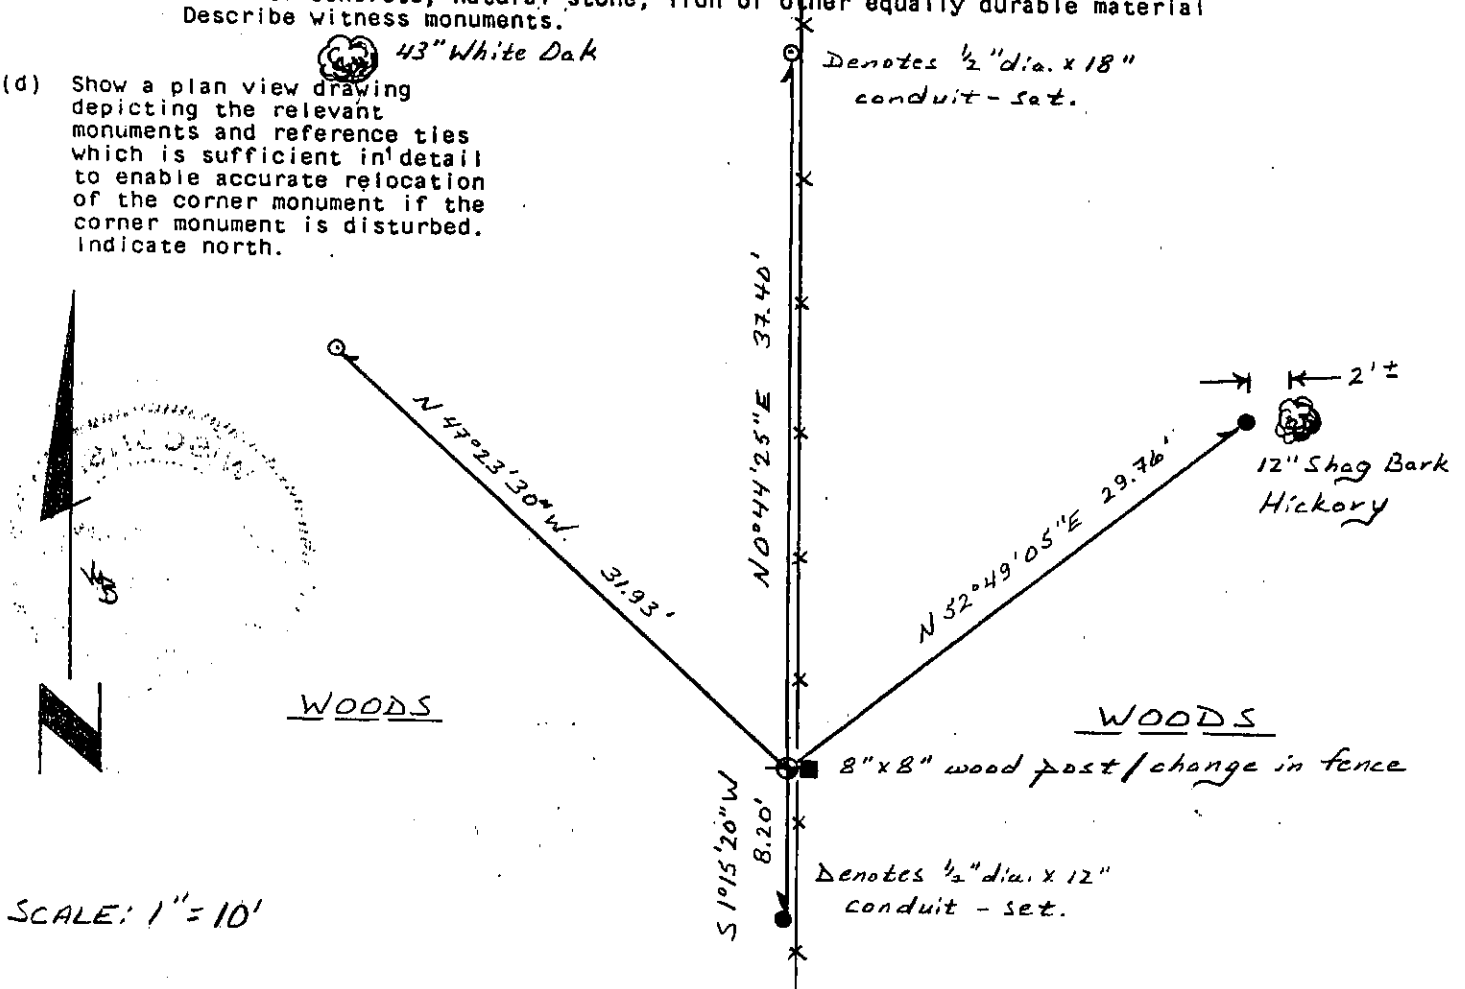 Describe witness monuments.
43" White Oak
(d) Show a plan view drawing
depicting the relevant
monuments and reference ties
which is sufficient in detail
to enable accurate relocation
of the corner monument if the
corner monument is disturbed.
Indicate north.
Denotes ½" dia. x 18"
conduit - set.
N 0°44'25"E 37.40'
N 47°23'30"W. 31.93'
N 52°49'05"E 29.76'
2'±
12" Shag Bark
Hickory
WOODS
WOODS
8"x8" wood post/change in fence
S 1°15'20"W
8.20'
Denotes ½" dia. x 12"
conduit - set.
SCALE: 1"=10'
N